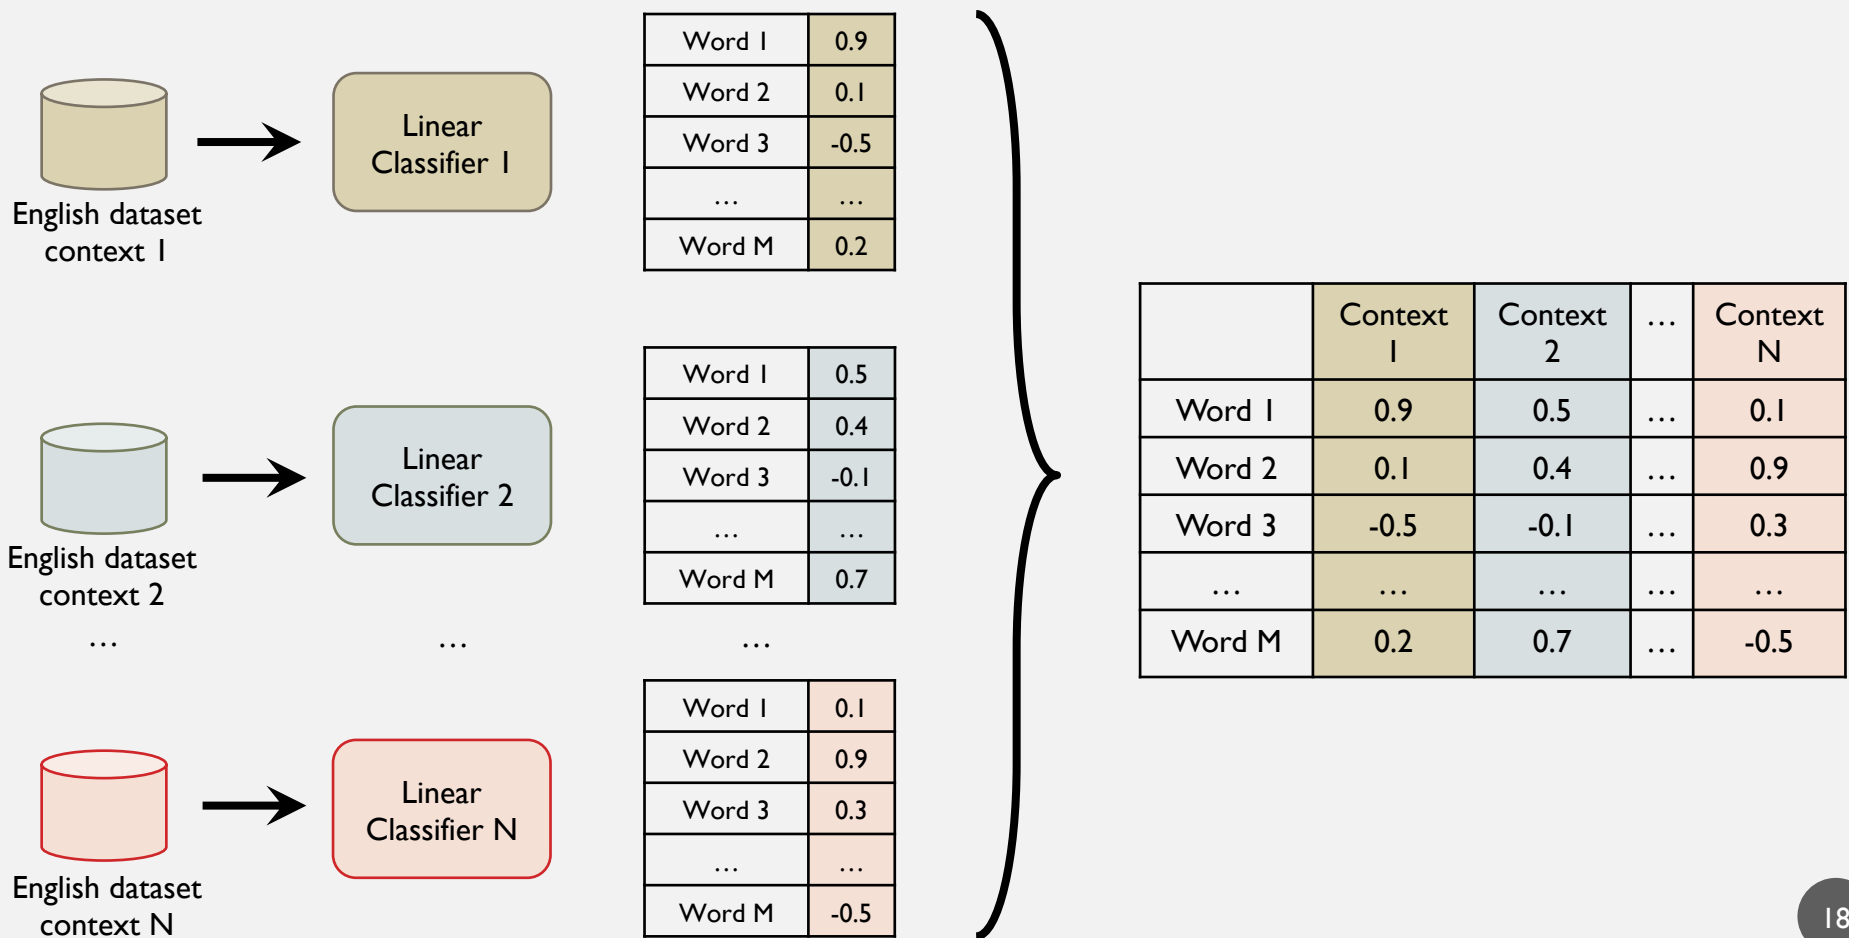 English dataset
context 1
Linear
Classifier 1
Word 1 0.9
Word 2 0.1
Word 3 -0.5
… …
Word M 0.2
English dataset
context 2
Linear
Classifier 2
Word 1 0.5
Word 2 0.4
Word 3 -0.1
… …
Word M 0.7
… … …
English dataset
context N
Linear
Classifier N
Word 1 0.1
Word 2 0.9
Word 3 0.3
… …
Word M -0.5
Context Context … Context
1 2 N
Word 1 0.9 0.5 … 0.1
Word 2 0.1 0.4 … 0.9
Word 3 -0.5 -0.1 … 0.3
… … … … …
Word M 0.2 0.7 … -0.5
18